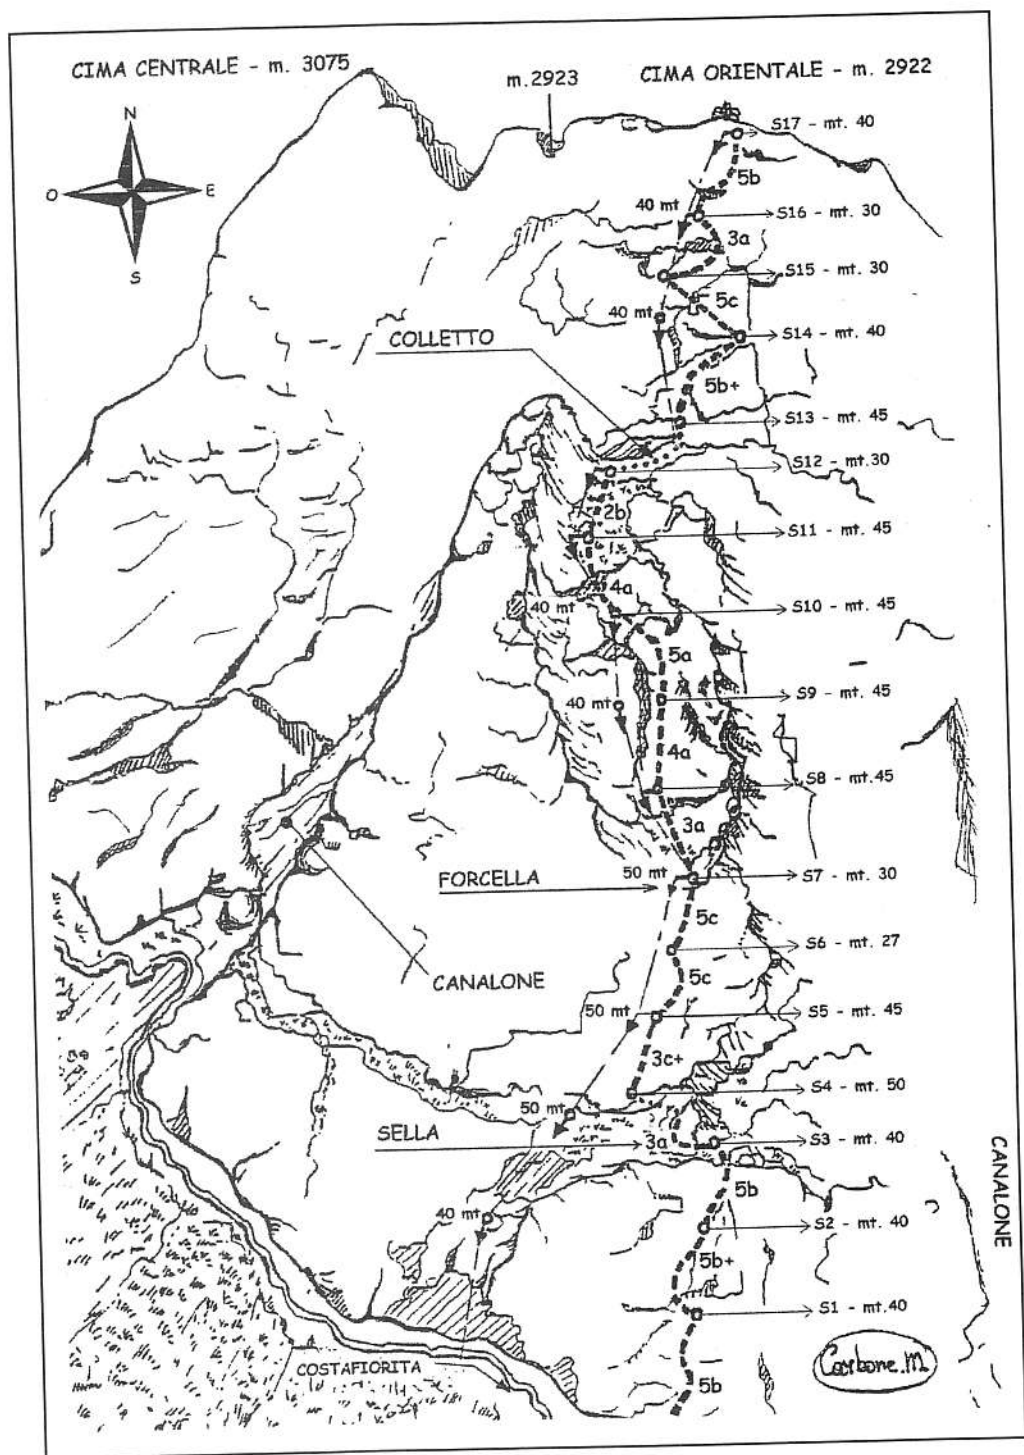 CIMA CENTRALE - m. 3075
m.2923
CIMA ORIENTALE - m. 2922
N
O
E
S
S17 - mt. 40
5b
40 mt
S16 - mt. 30
3a
S15 - mt. 30
5c
40 mt
S14 - mt. 40
COLLETTO
5b+
S13 - mt. 45
S12 - mt.30
2b
S11 - mt. 45
4a
40 mt
S10 - mt. 45
5a
40 mt
S9 - mt. 45
4a
S8 - mt.45
3a
FORCELLA
50 mt
S7 - mt. 30
5c
S6 - mt. 27
CANALONE
5c
50 mt
S5 - mt. 45
3c+
S4 - mt. 50
50 mt
SELLA
3a
S3 - mt. 40
CANALONE
5b
40 mt
S2 - mt. 40
5b+
S1 - mt.40
Carbone.M
COSTAFIORITA
5b